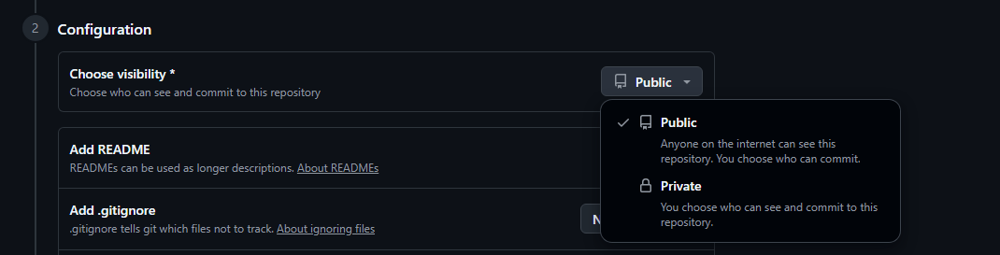 2
Configuration
Choose visibility *
Choose who can see and commit to this repository
Public
Public
Anyone on the internet can see this
repository. You choose who can commit.
Private
You choose who can see and commit to this
repository.
Add README
READMEs can be used as longer descriptions. About READMEs
Add .gitignore
.gitignore tells git which files not to track. About ignoring files